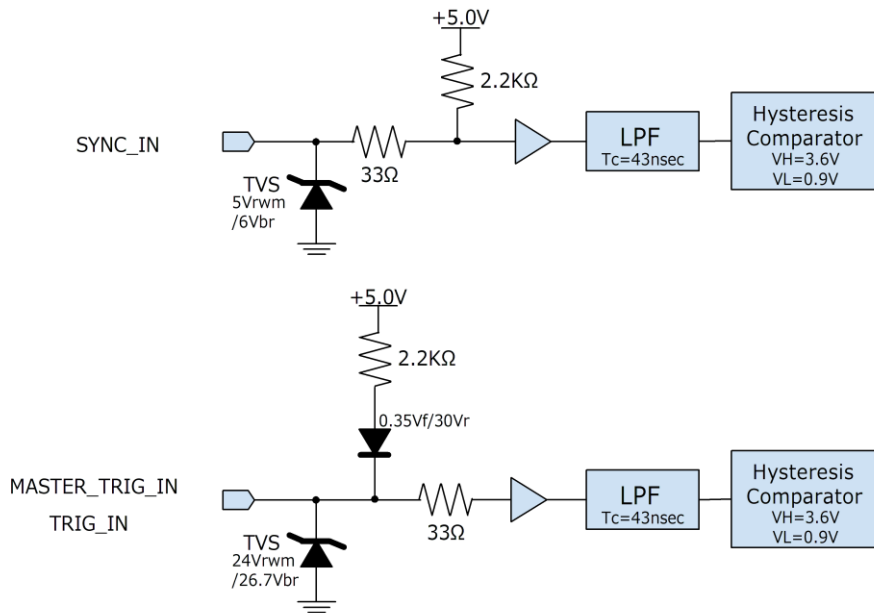 +5.0V
2.2KΩ
SYNC_IN
33Ω
TVS
5Vrwm
/6Vbr
LPF
Tc=43nsec
Hysteresis
Comparator
VH=3.6V
VL=0.9V
+5.0V
2.2KΩ
0.35Vf/30Vr
MASTER_TRIG_IN
TRIG_IN
33Ω
TVS
24Vrwm
/26.7Vbr
LPF
Tc=43nsec
Hysteresis
Comparator
VH=3.6V
VL=0.9V